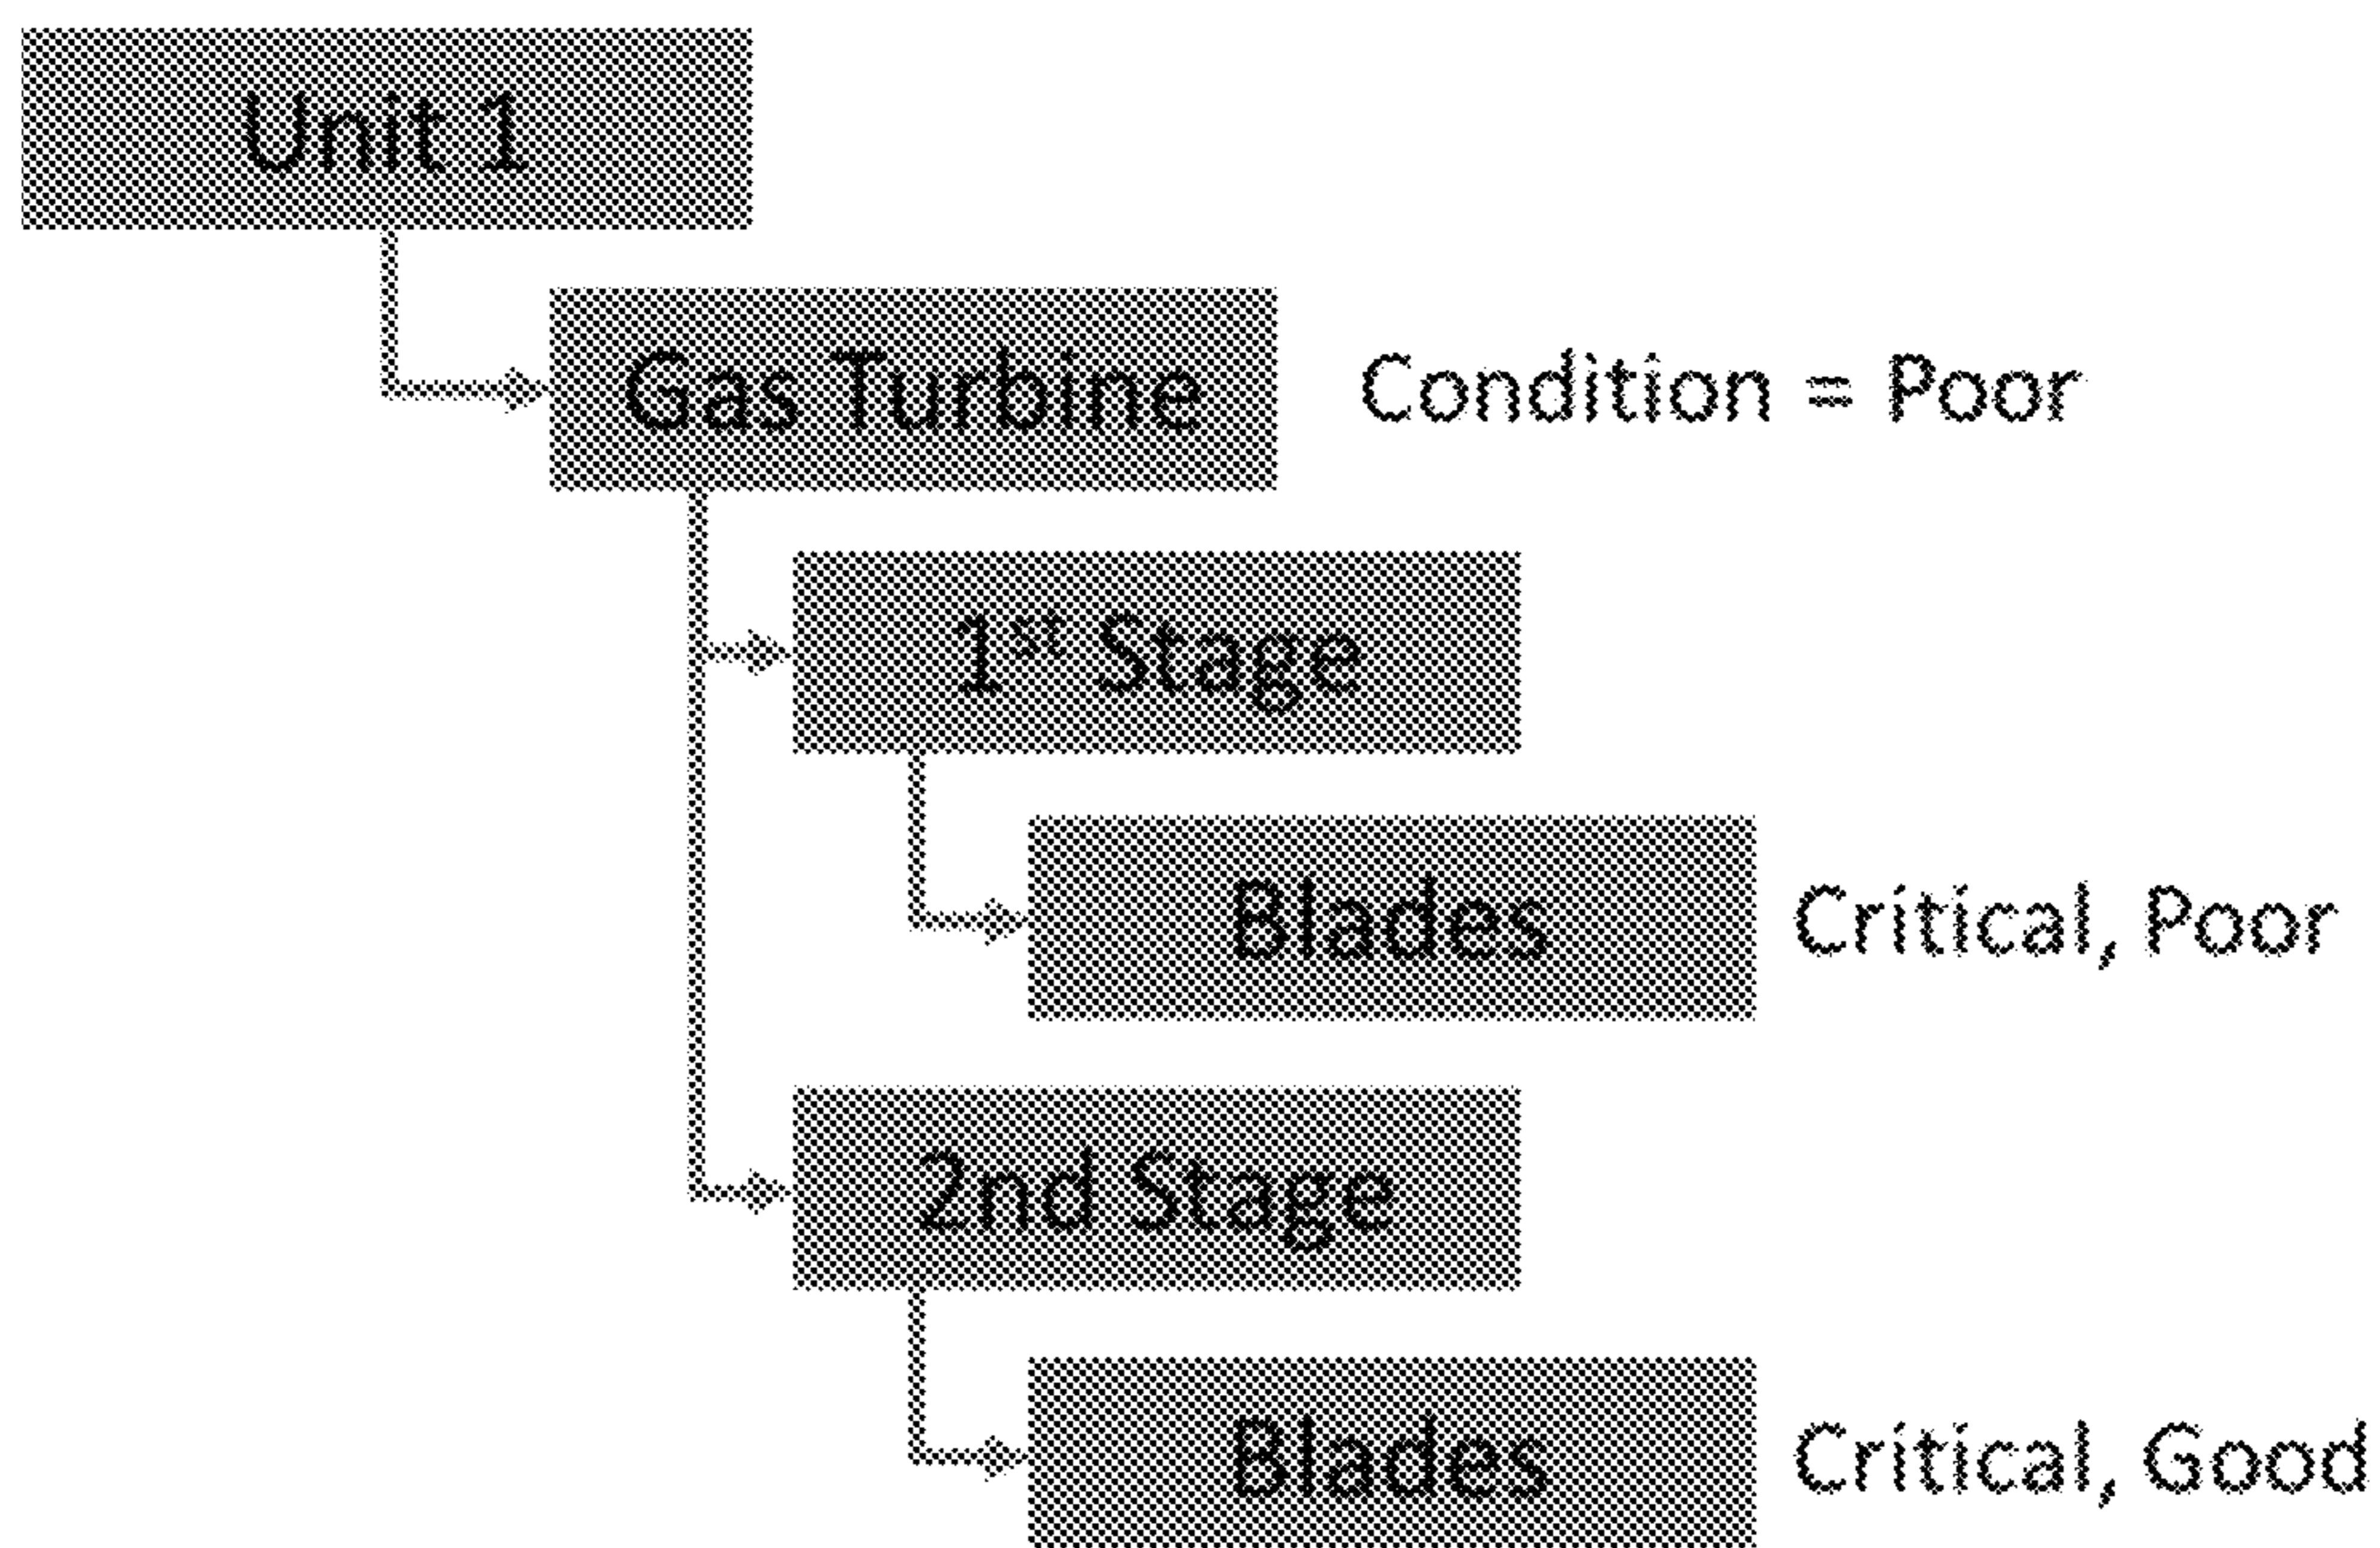 Unit 1
Gas Turbine
Condition = Poor
1st Stage
Blades
Critical, Poor
2nd Stage
Blades
Critical, Good